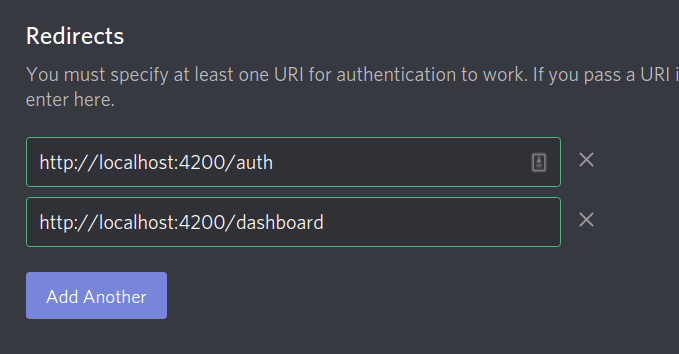 Redirects
You must specify at least one URI for authentication to work. If you pass a URI i
enter here.
http://localhost:4200/auth
http://localhost:4200/dashboard
Add Another